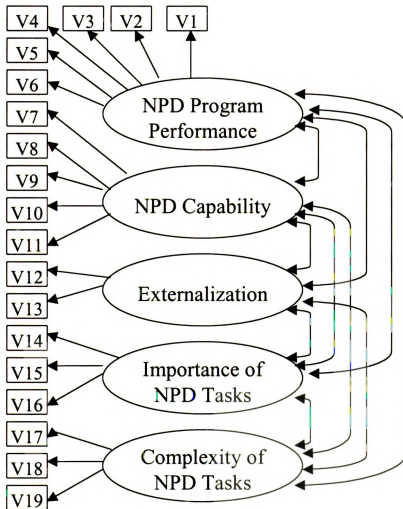 V4
V3
V2
V1
V5
V6
V7
V8
V9
V10
V11
V12
V13
V14
V15
V16
V17
V18
V19
NPD Program
Performance
NPD Capability
Externalization
Importance of
NPD Tasks
Complexity of
NPD Tasks